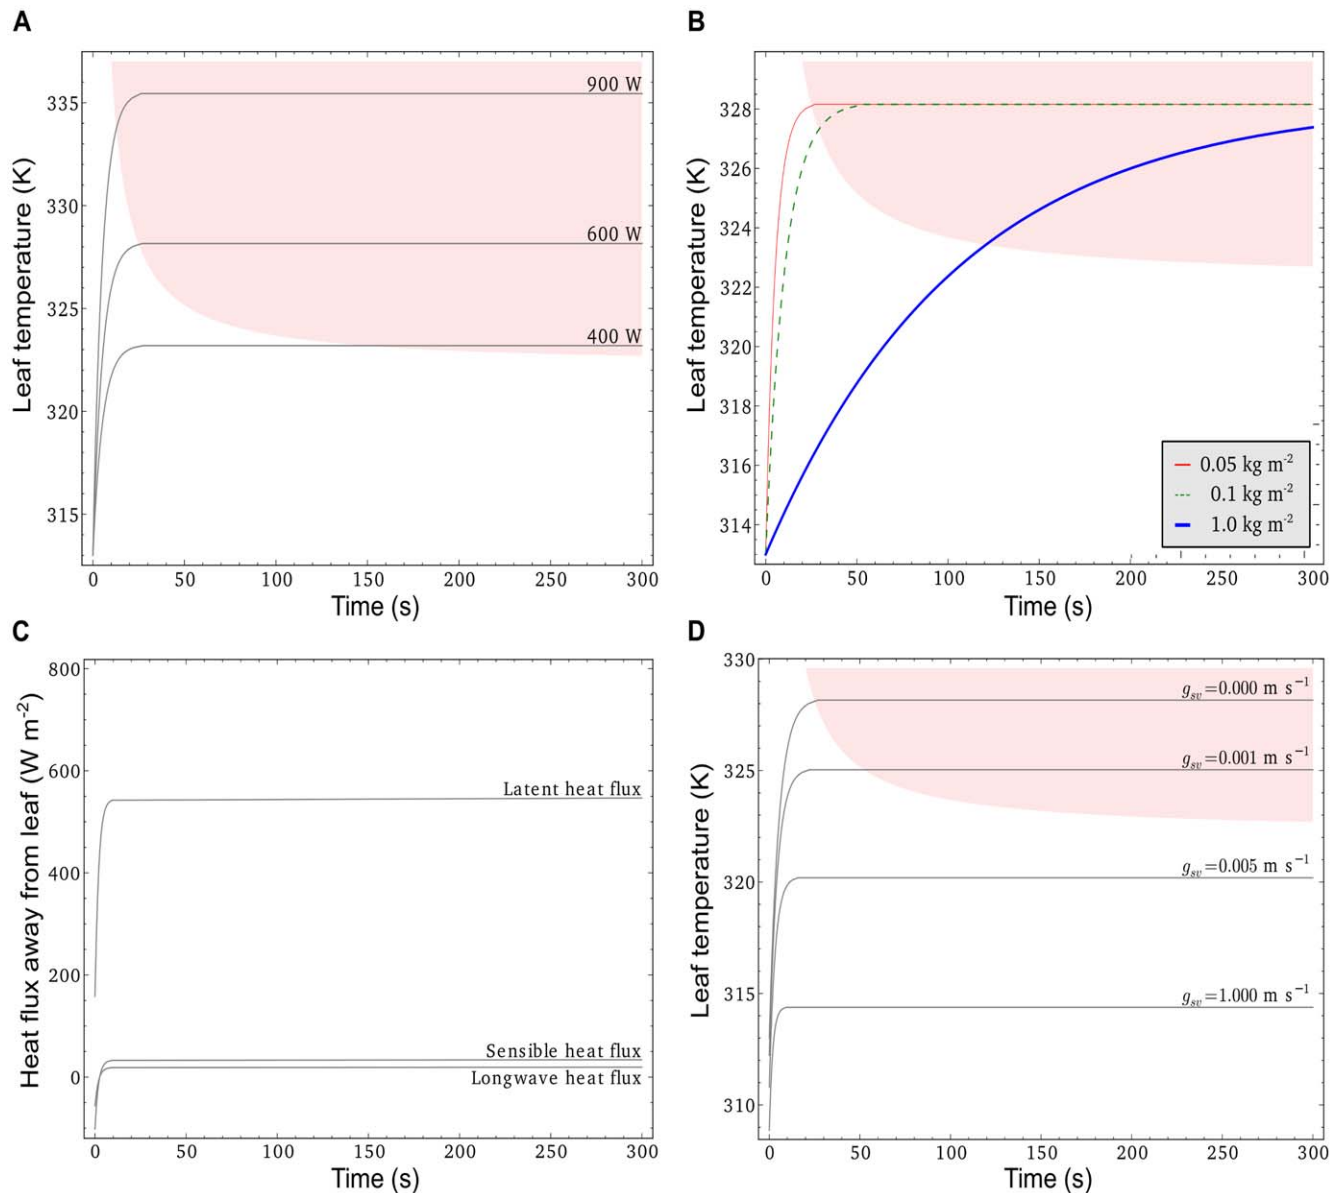 A
335
330
325
320
315
Leaf temperature (K)
900 W
600 W
400 W
0 50 100 150 200 250 300
Time (s)
B
328
326
324
322
320
318
316
314
Leaf temperature (K)
0.05 kg m⁻²
0.1 kg m⁻²
1.0 kg m⁻²
0 50 100 150 200 250 300
Time (s)
C
800
600
400
200
0
Heat flux away from leaf (W m⁻²)
Latent heat flux
Sensible heat flux
Longwave heat flux
0 50 100 150 200 250 300
Time (s)
D
330
325
320
315
310
Leaf temperature (K)
gsv=0.000 m s⁻¹
gsv=0.001 m s⁻¹
gsv=0.005 m s⁻¹
gsv=1.000 m s⁻¹
0 50 100 150 200 250 300
Time (s)